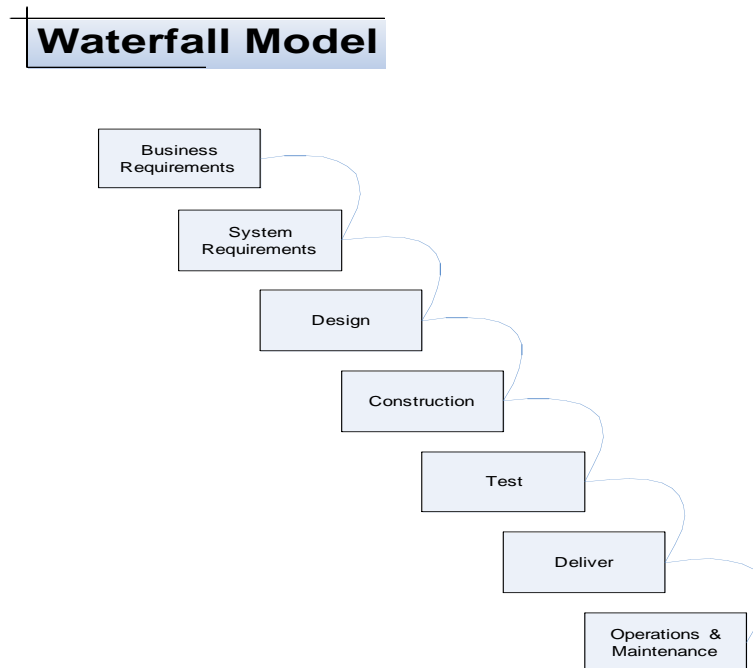 Waterfall Model
Business
Requirements
System
Requirements
Design
Construction
Test
Deliver
Operations &
Maintenance